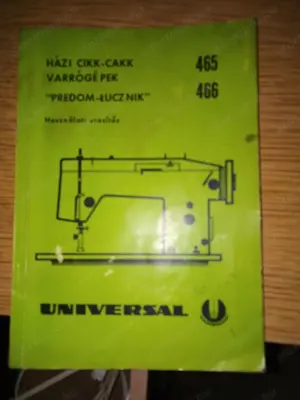 HÁZI CIKK-CAKK 465
VARRÓGÉPEK 466
"PREDOM-ŁUCZNIK"
Használati utasítás
UNIVERSAL U